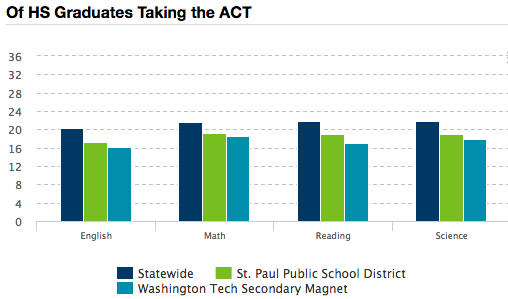 Of HS Graduates Taking the ACT
36
32
28
24
20
16
12
8
4
0
English Math Reading Science
Statewide St. Paul Public School District
Washington Tech Secondary Magnet